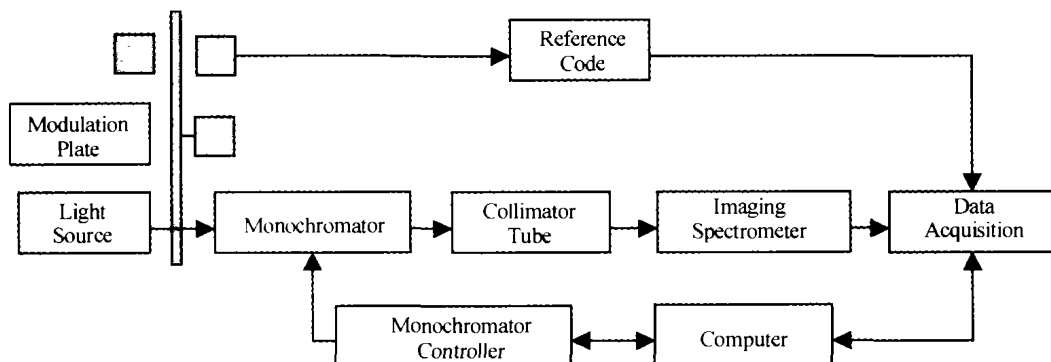 Reference
Code
Modulation
Plate
Light
Source
Monochromator
Collimator
Tube
Imaging
Spectrometer
Data
Acquisition
Monochromator
Controller
Computer